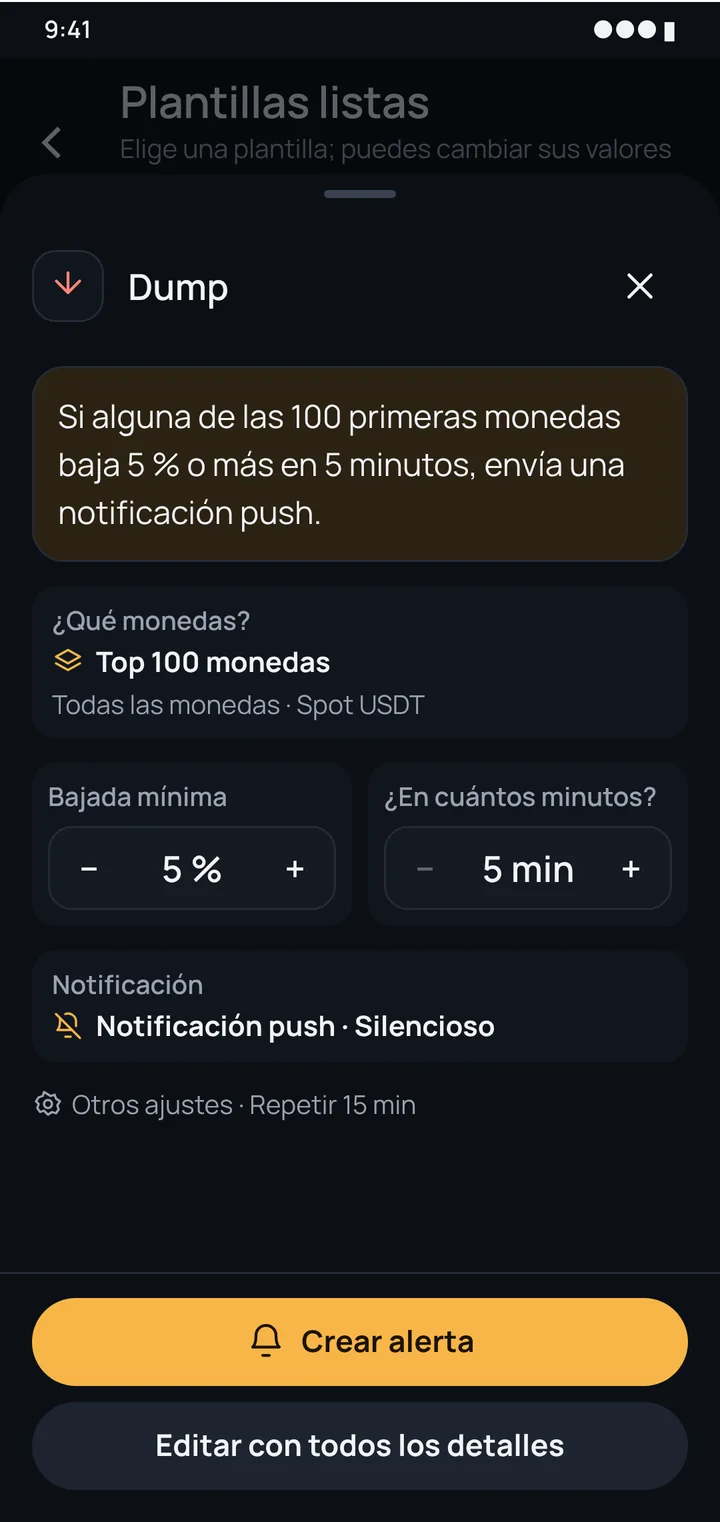 9:41
Plantillas listas
Elige una plantilla; puedes cambiar sus valores
Dump
Si alguna de las 100 primeras monedas
baja 5 % o más en 5 minutos, envía una
notificación push.
¿Qué monedas?
Top 100 monedas
Todas las monedas · Spot USDT
Bajada mínima
¿En cuántos minutos?
− 5 % +
− 5 min +
Notificación
Notificación push · Silencioso
Otros ajustes · Repetir 15 min
Crear alerta
Editar con todos los detalles